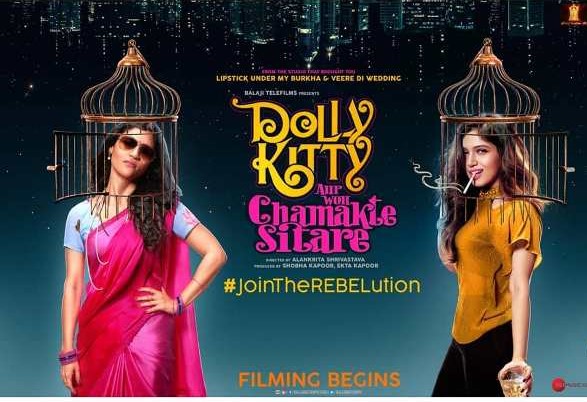 FROM THE STUDIO THAT BROUGHT YOU
LIPSTICK UNDER MY BURKHA & VEERE DI WEDDING
BALAJI TELEFILMS PRESENTS
DOLLY
KITTY
AUR
WOH
Chamakte
Sitare
DIRECTED BY ALANKRITA SHRIVASTAVA
PRODUCED BY SHOBHA KAPOOR, EKTA KAPOOR
#JoinTheREBELution
FILMING BEGINS